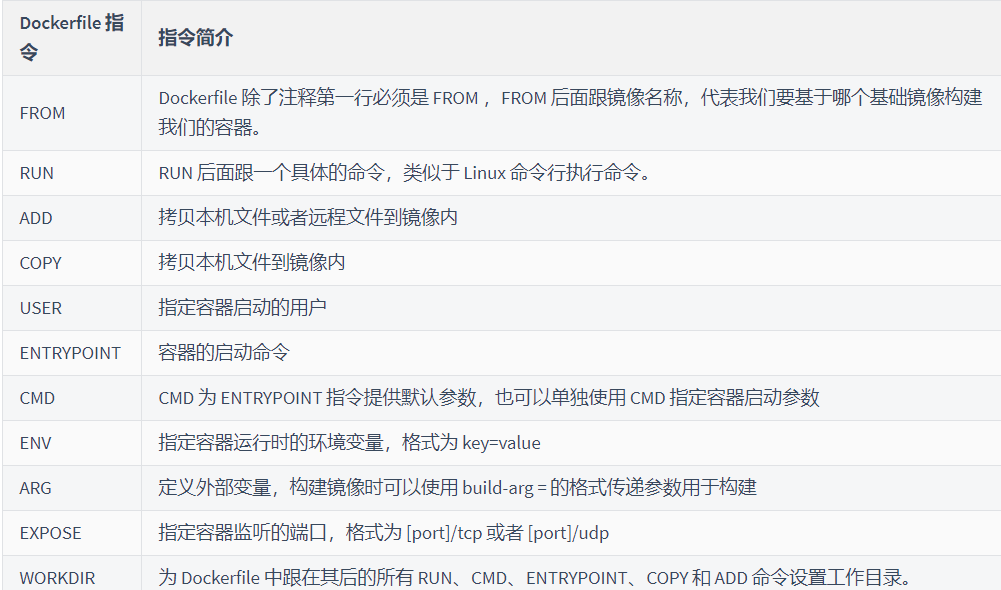 Dockerfile 指
令
指令简介
FROM
Dockerfile 除了注释第一行必须是 FROM ，FROM 后面跟镜像名称，代表我们要基于哪个基础镜像构建
我们的容器。
RUN
RUN 后面跟一个具体的命令，类似于 Linux 命令行执行命令。
ADD
拷贝本机文件或者远程文件到镜像内
COPY
拷贝本机文件到镜像内
USER
指定容器启动的用户
ENTRYPOINT
容器的启动命令
CMD
CMD 为 ENTRYPOINT 指令提供默认参数，也可以单独使用 CMD 指定容器启动参数
ENV
指定容器运行时的环境变量，格式为 key=value
ARG
定义外部变量，构建镜像时可以使用 build-arg = 的格式传递参数用于构建
EXPOSE
指定容器监听的端口，格式为 [port]/tcp 或者 [port]/udp
WORKDIR
为 Dockerfile 中跟在其后的所有 RUN、CMD、ENTRYPOINT、COPY 和 ADD 命令设置工作目录。